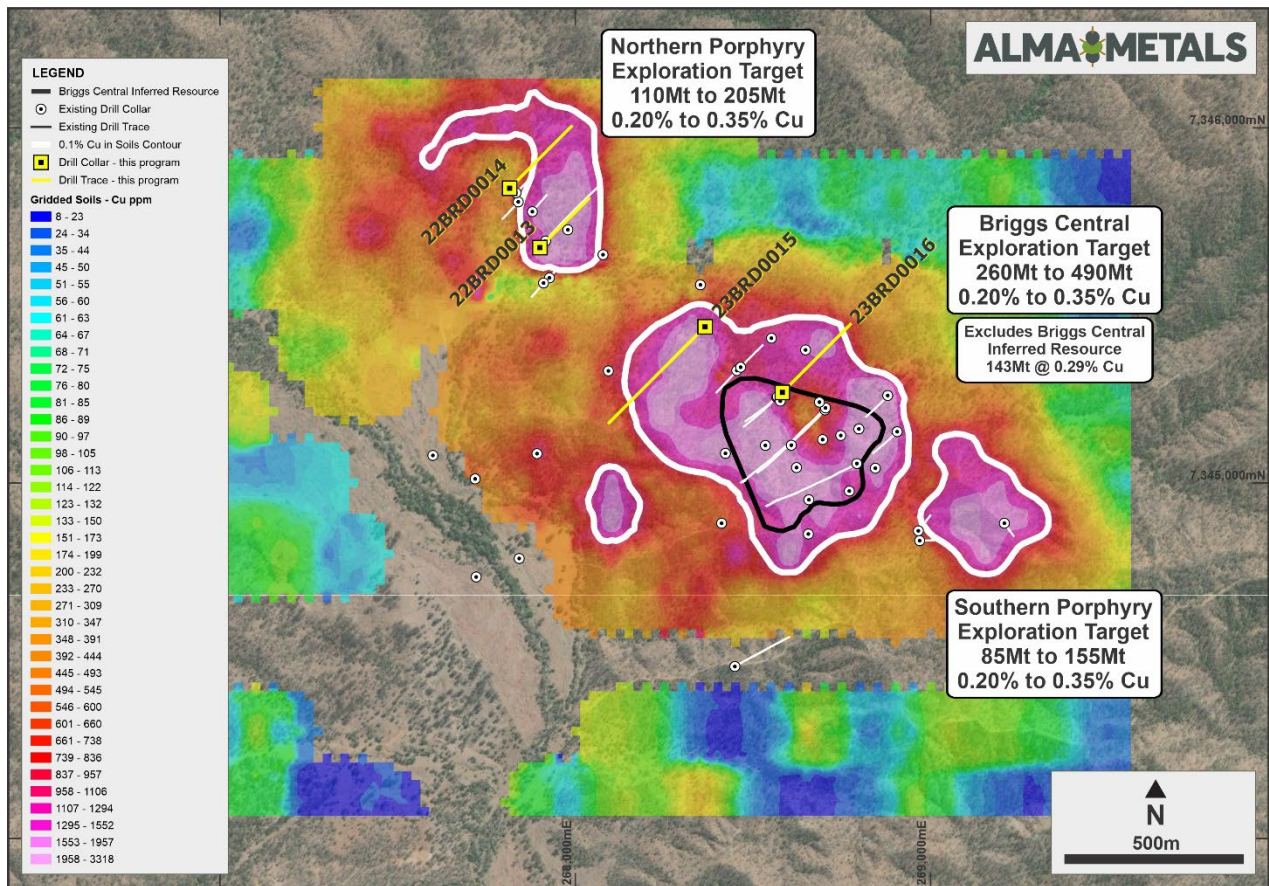 Northern Porphyry
Exploration Target
110Mt to 205Mt
0.20% to 0.35% Cu
ALMA METALS
LEGEND
Briggs Central Inferred Resource
Existing Drill Collar
Existing Drill Trace
0.1% Cu in Soils Contour
Drill Collar - this program
Drill Trace - this program
Gridded Soils - Cu ppm
8 - 23
24 - 34
35 - 44
45 - 50
51 - 55
56 - 60
61 - 63
64 - 67
68 - 71
72 - 75
76 - 80
81 - 85
86 - 89
90 - 97
98 - 105
106 - 113
114 - 122
123 - 132
133 - 150
151 - 173
174 - 199
200 - 232
233 - 270
271 - 309
310 - 347
348 - 391
392 - 444
445 - 493
494 - 545
546 - 600
601 - 660
661 - 738
739 - 836
837 - 957
958 - 1106
1107 - 1294
1295 - 1552
1553 - 1957
1958 - 3318
7,346,000mN
22BRD0014
22BRD0013
23BRD0015
23BRD0016
Briggs Central
Exploration Target
260Mt to 490Mt
0.20% to 0.35% Cu
Excludes Briggs Central
Inferred Resource
143Mt @ 0.29% Cu
7,345,000mN
Southern Porphyry
Exploration Target
85Mt to 155Mt
0.20% to 0.35% Cu
268,000mE
269,000mE
N
500m